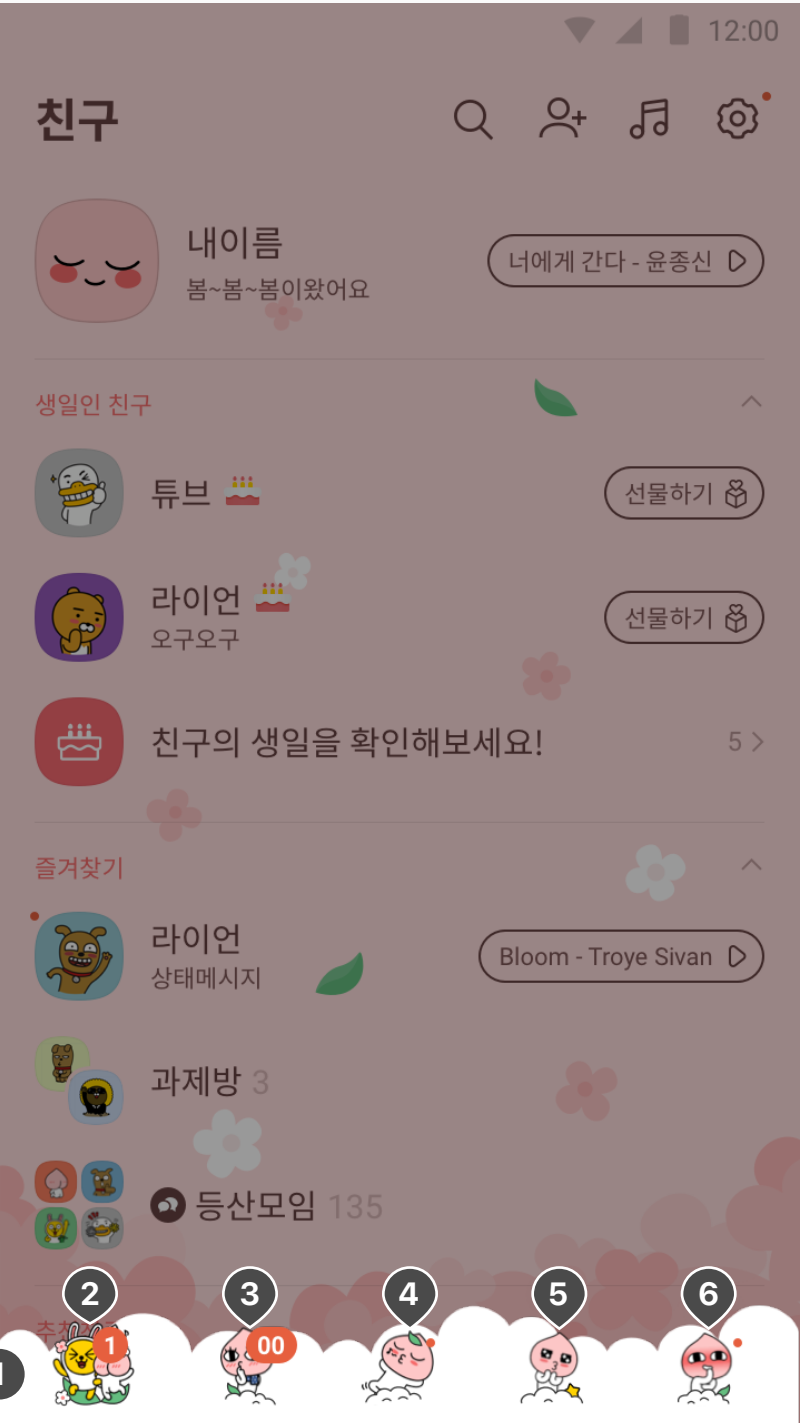 12:00
친구
내이름
너에게 간다 - 윤종신
봄~봄~봄이왔어요
생일인 친구
튜브
선물하기
라이언
오구오구
선물하기
친구의 생일을 확인해보세요!
5
즐겨찾기
라이언
상태메시지
Bloom - Troye Sivan
과제방 3
등산모임 135
2 3 4 5 6
1 00